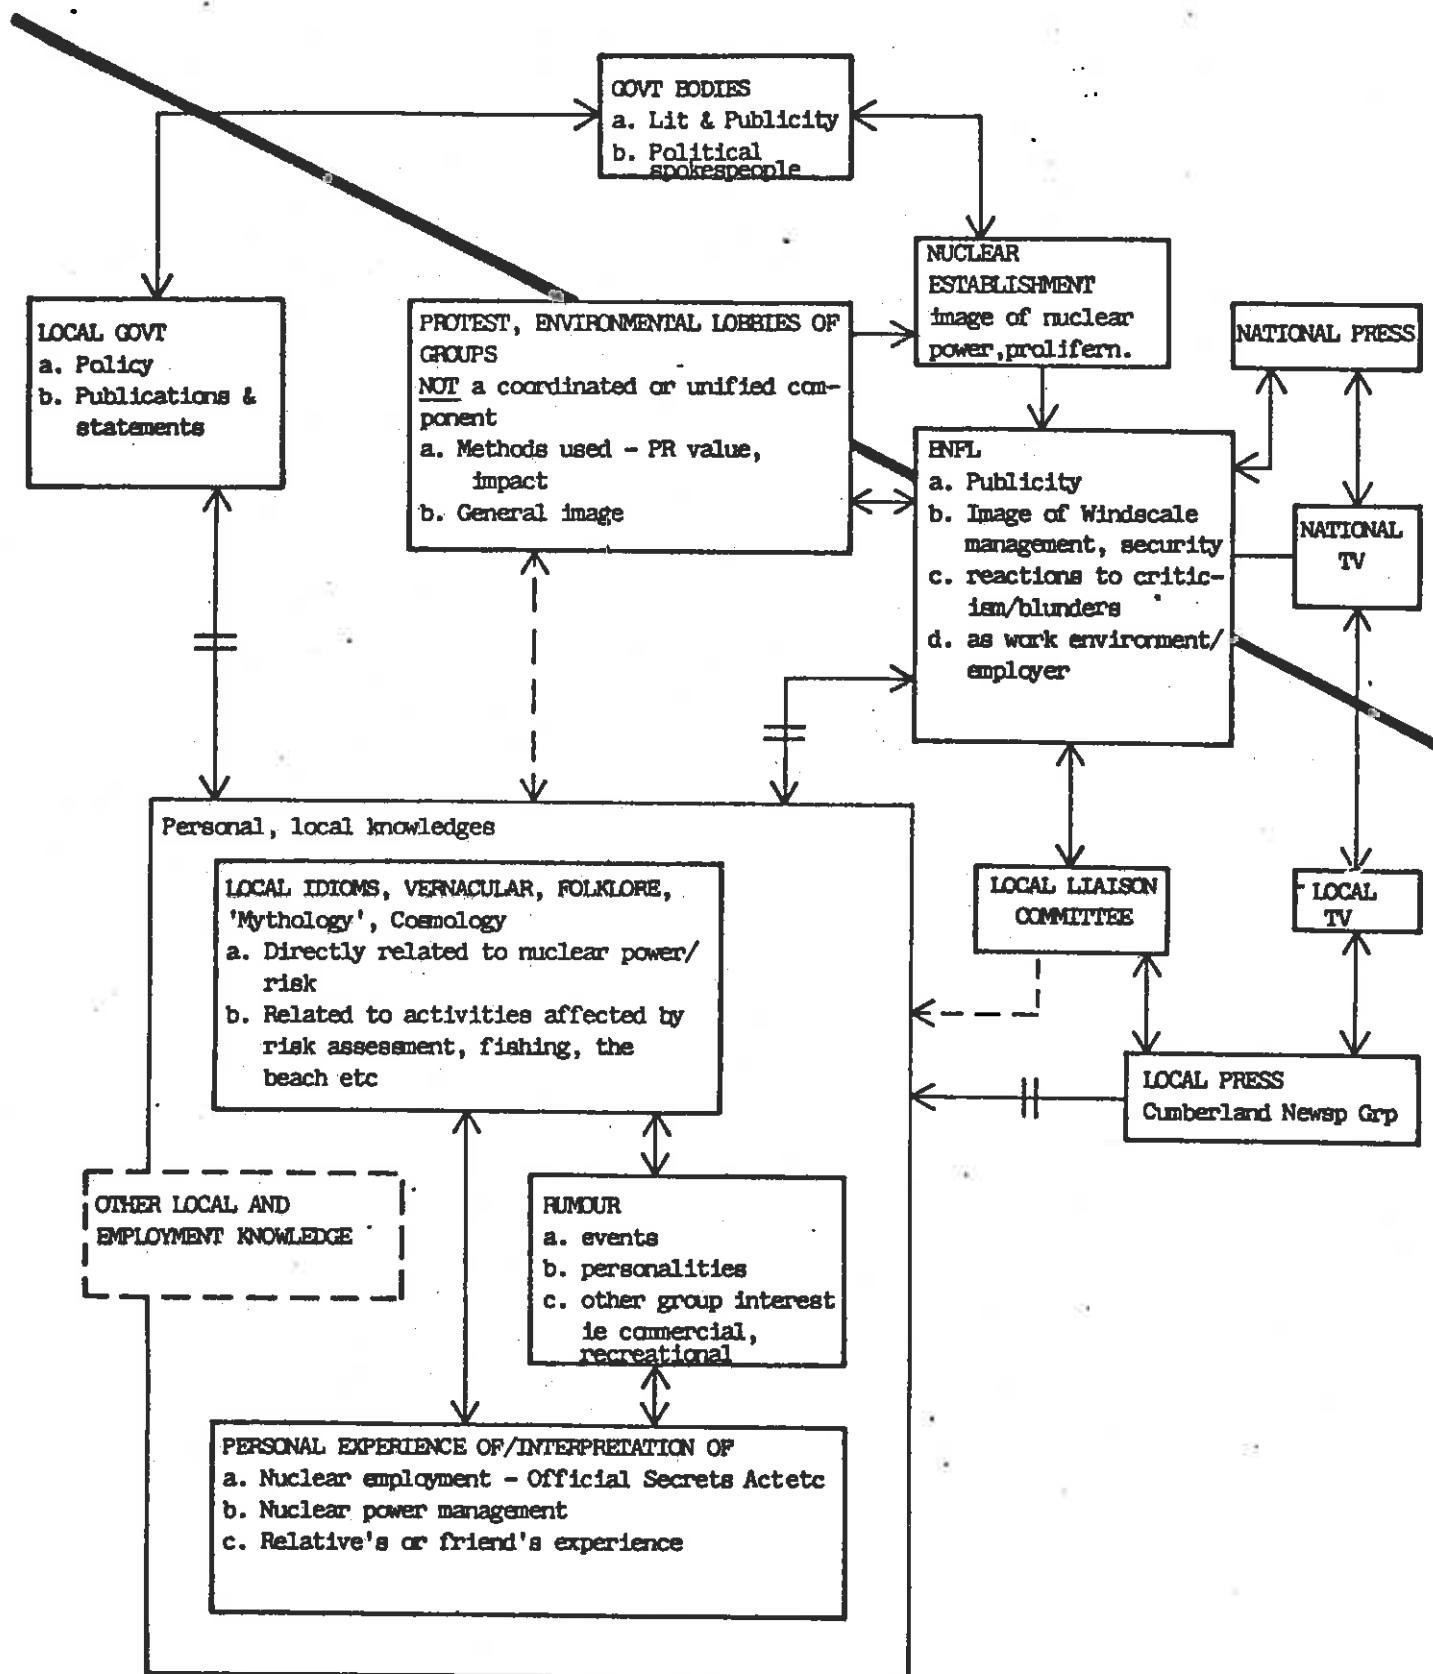 GOVT BODIES
a. Lit & Publicity
b. Political
spokespeople
NUCLEAR
ESTABLISHMENT
image of nuclear
power,prolifern.
NATIONAL PRESS
LOCAL GOVT
a. Policy
b. Publications &
statements
PROTEST, ENVIRONMENTAL LOBBIES OF
GROUPS
NOT a coordinated or unified com-
ponent
a. Methods used - PR value,
impact
b. General image
BNFL
a. Publicity
b. Image of Windscale
management, security
c. reactions to critic-
ism/blunders
d. as work environment/
employer
NATIONAL
TV
Personal, local knowledges
LOCAL IDIOMS, VERNACULAR, FOLKLORE,
'Mythology', Cosmology
a. Directly related to nuclear power/
risk
b. Related to activities affected by
risk assessment, fishing, the
beach etc
LOCAL LIAISON
COMMITTEE
LOCAL
TV
LOCAL PRESS
Cumberland Newsp Grp
OTHER LOCAL AND
EMPLOYMENT KNOWLEDGE
RUMOUR
a. events
b. personalities
c. other group interest
ie commercial,
recreational
PERSONAL EXPERIENCE OF/INTERPRETATION OF
a. Nuclear employment - Official Secrets Act etc
b. Nuclear power management
c. Relative's or friend's experience